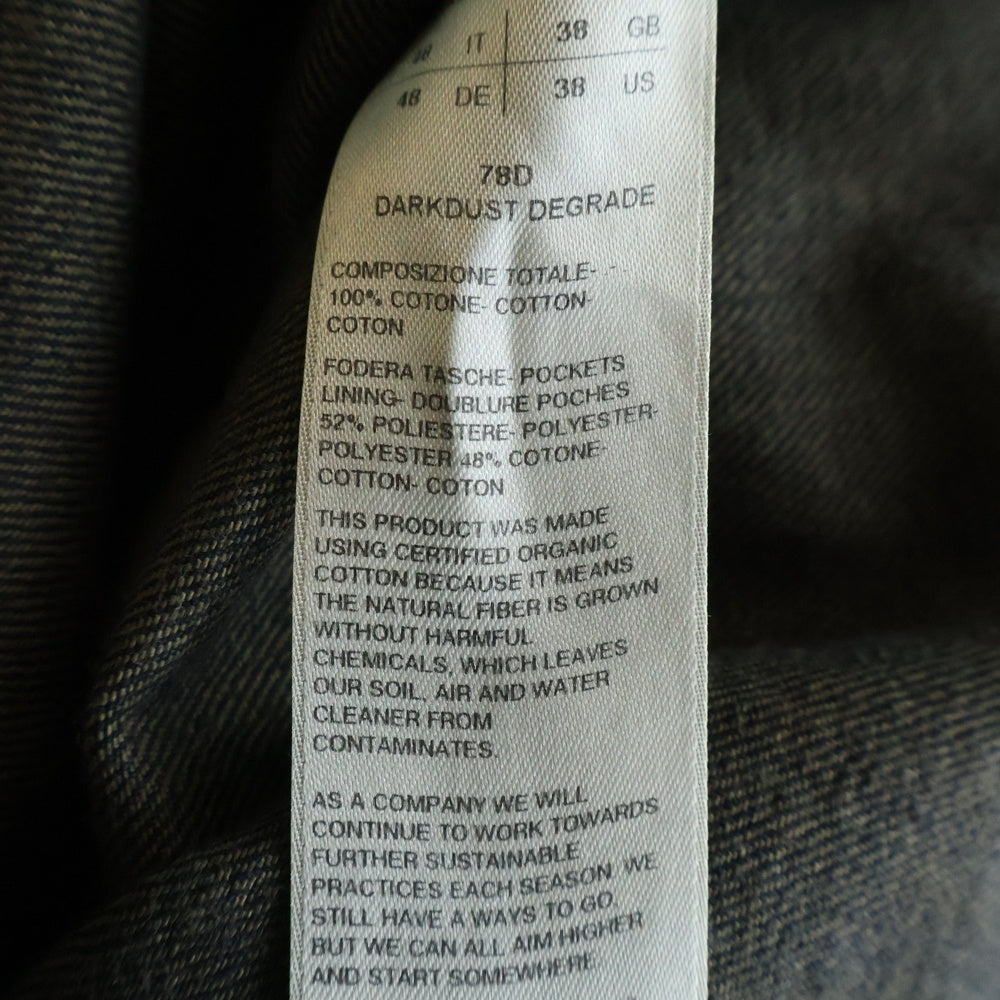 48 IT 38 GB
48 DE 38 US
78D
DARKDUST DEGRADE
COMPOSIZIONE TOTALE- -
100% COTONE- COTTON-
COTON
FODERA TASCHE- POCKETS
LINING- DOUBLURE POCHES
52% POLIESTERE- POLYESTER-
POLYESTER 48% COTONE-
COTTON- COTON
THIS PRODUCT WAS MADE
USING CERTIFIED ORGANIC
COTTON BECAUSE IT MEANS
THE NATURAL FIBER IS GROWN
WITHOUT HARMFUL
CHEMICALS, WHICH LEAVES
OUR SOIL, AIR AND WATER
CLEANER FROM
CONTAMINATES.
AS A COMPANY WE WILL
CONTINUE TO WORK TOWARDS
FURTHER SUSTAINABLE
PRACTICES EACH SEASON. WE
STILL HAVE A WAYS TO GO.
BUT WE CAN ALL AIM HIGHER
AND START SOMEWHERE.